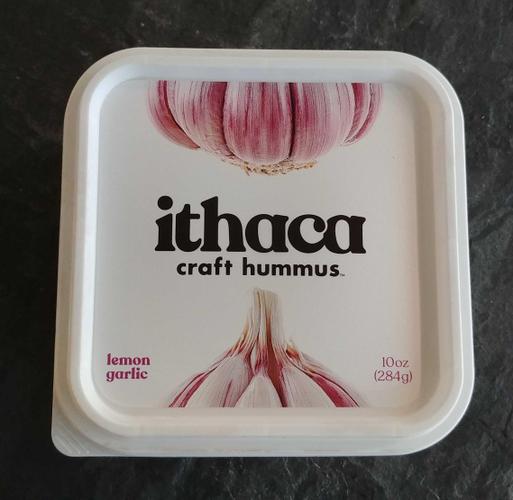 ithaca
craft hummus™
lemon
garlic
10oz
(284g)